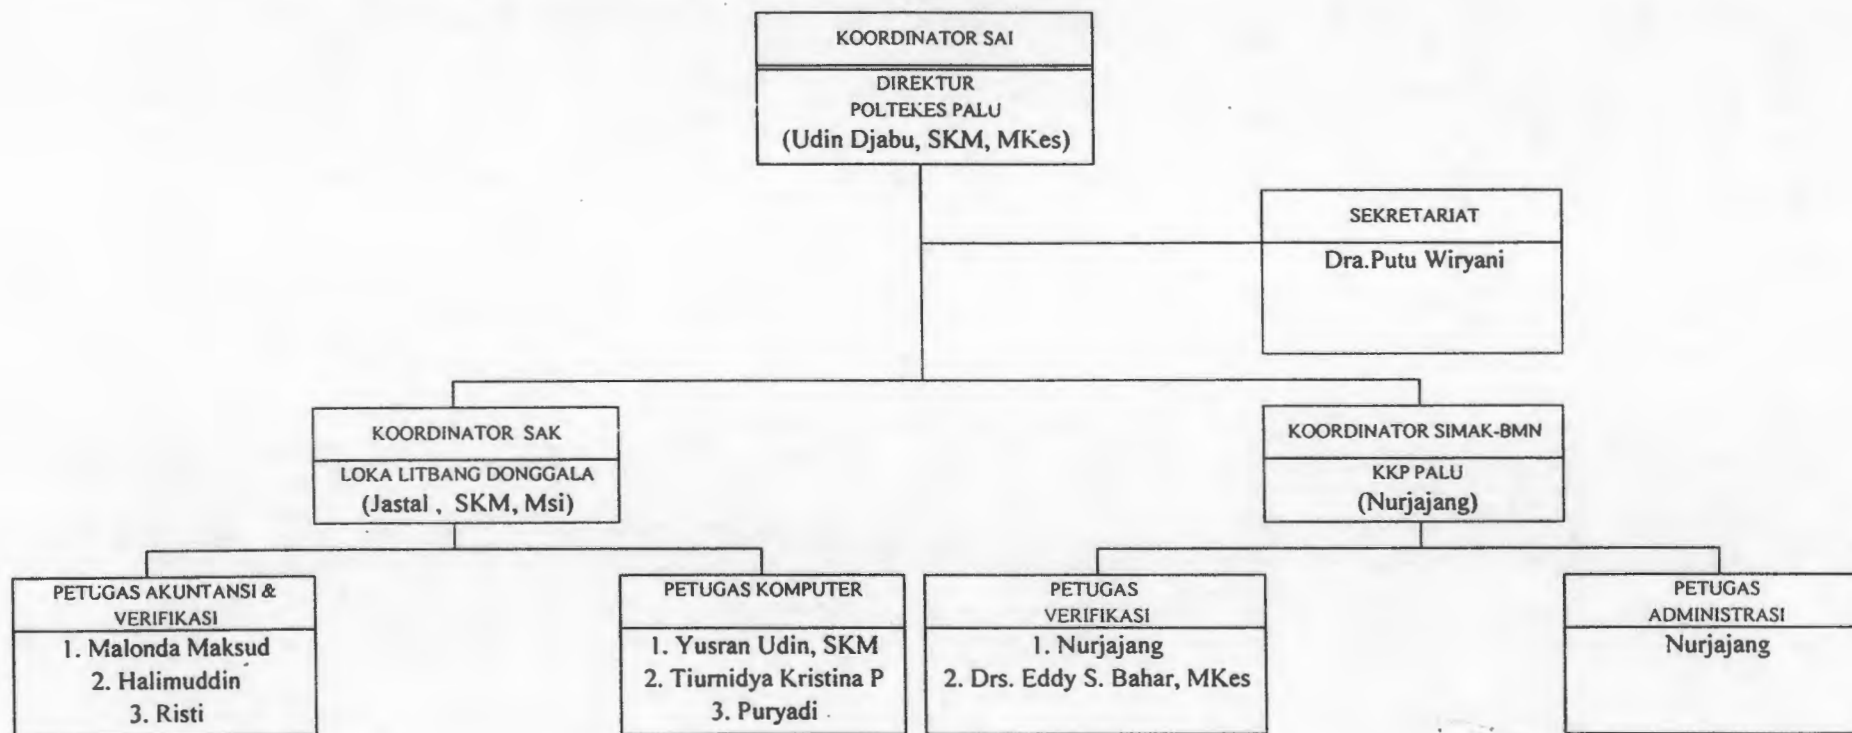 KOORDINATOR SAI
DIREKTUR
POLTEKES PALU
(Udin Djabu, SKM, MKes)
SEKRETARIAT
Dra.Putu Wiryani
KOORDINATOR SAK
LOKA LITBANG DONGGALA
(Jastal , SKM, Msi)
KOORDINATOR SIMAK-BMN
KKP PALU
(Nurjajang)
PETUGAS AKUNTANSI &
VERIFIKASI
1. Malonda Maksud
2. Halimuddin
3. Risti
PETUGAS KOMPUTER
1. Yusran Udin, SKM
2. Tiurnidya Kristina P
3. Puryadi
PETUGAS
VERIFIKASI
1. Nurjajang
2. Drs. Eddy S. Bahar, MKes
PETUGAS
ADMINISTRASI
Nurjajang